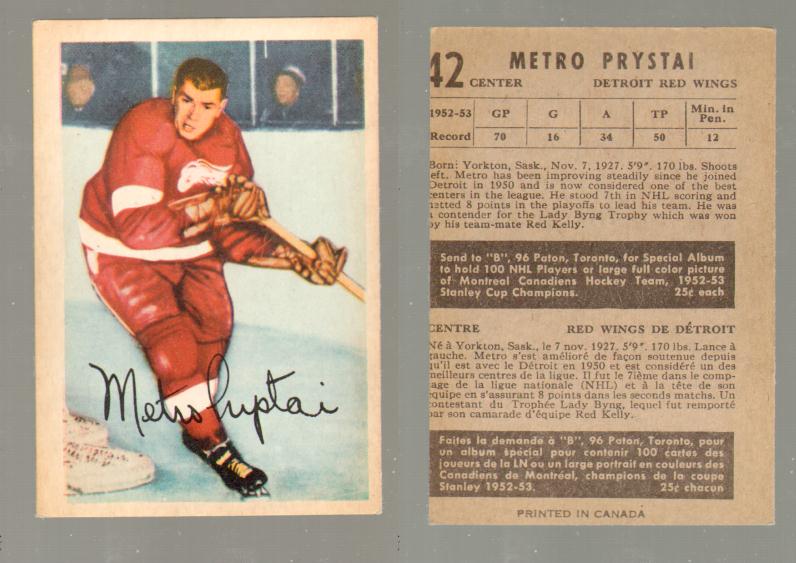 Metro Prystai
42 METRO PRYSTAI
CENTER DETROIT RED WINGS
1952-53 GP G A TP Min. in Pen.
Record 70 16 34 50 12
Born: Yorkton, Sask., Nov. 7, 1927. 5'9". 170 lbs. Shoots
eft. Metro has been improving steadily since he joined
Detroit in 1950 and is now considered one of the best
centers in the league. He stood 7th in NHL scoring and
netted 8 points in the playoffs to lead his team. He was
a contender for the Lady Byng Trophy which was won
by his team-mate Red Kelly.
Send to "B", 96 Paton, Toronto, for Special Album
to hold 100 NHL Players or large full color picture
of Montreal Canadiens Hockey Team, 1952-53
Stanley Cup Champions. 25¢ each
CENTRE RED WINGS DE DÉTROIT
Né à Yorkton, Sask., le 7 nov. 1927. 5'9". 170 lbs. Lance à
gauche. Metro s'est amélioré de façon soutenue depuis
qu'il est avec le Détroit en 1950 et est considéré un des
meilleurs centres de la ligue. Il fut le 7ième dans le comp-
tage de la ligue nationale (NHL) et à la tête de son
equipe en s'assurant 8 points dans les seconds matchs. Un
contestant du Trophée Lady Byng, lequel fut remporté
par son camarade d'équipe Red Kelly.
Faites la demande à "B", 96 Paton, Toronto, pour
un album spécial pour contenir 100 cartes des
joueurs de la LN ou un large portrait en couleurs des
Canadiens de Montréal, champions de la coupe
Stanley 1952-53. 25¢ chacun
PRINTED IN CANADA